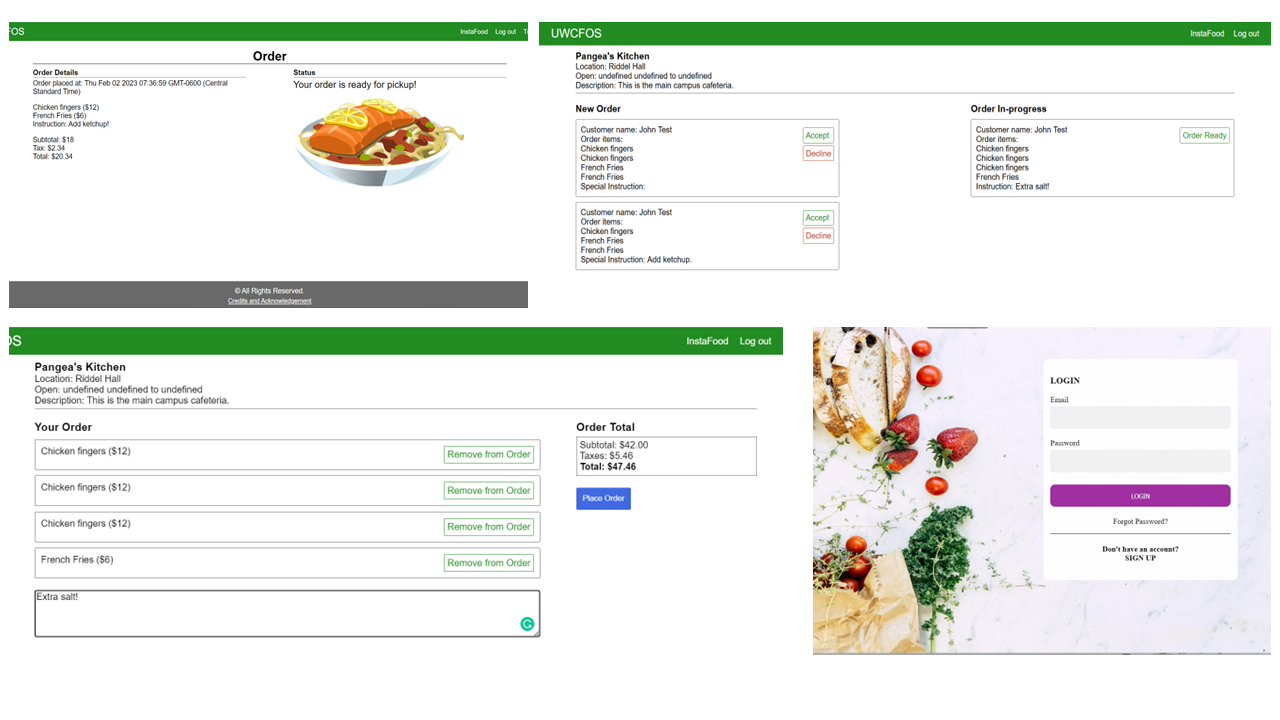 FOS
InstaFood Log out
Order
Order Details
Order placed at: Thu Feb 02 2023 07:36:59 GMT-0600 (Central
Standard Time)
Chicken fingers ($12)
French Fries ($6)
Instruction: Add ketchup!
Subtotal: $18
Tax: $2.34
Total: $20.34
Status
Your order is ready for pickup!
© All Rights Reserved.
Credits and Acknowledgement
UWCFOS
InstaFood Log out
Pangea's Kitchen
Location: Riddel Hall
Open: undefined undefined to undefined
Description: This is the main campus cafeteria.
New Order
Customer name: John Test
Order items:
Chicken fingers
Chicken fingers
French Fries
French Fries
Special Instruction:
Accept
Decline
Customer name: John Test
Order items:
Chicken fingers
French Fries
French Fries
Special Instruction: Add ketchup.
Accept
Decline
Order In-progress
Customer name: John Test
Order items:
Chicken fingers
Chicken fingers
Chicken fingers
French Fries
Instruction: Extra salt!
Order Ready
OS
InstaFood Log out
Pangea's Kitchen
Location: Riddel Hall
Open: undefined undefined to undefined
Description: This is the main campus cafeteria.
Your Order
Chicken fingers ($12)
Remove from Order
Chicken fingers ($12)
Remove from Order
Chicken fingers ($12)
Remove from Order
French Fries ($6)
Remove from Order
Extra salt!
Order Total
Subtotal: $42.00
Taxes: $5.46
Total: $47.46
Place Order
LOGIN
Email
Password
LOGIN
Forgot Password?
Don't have an account?
SIGN UP